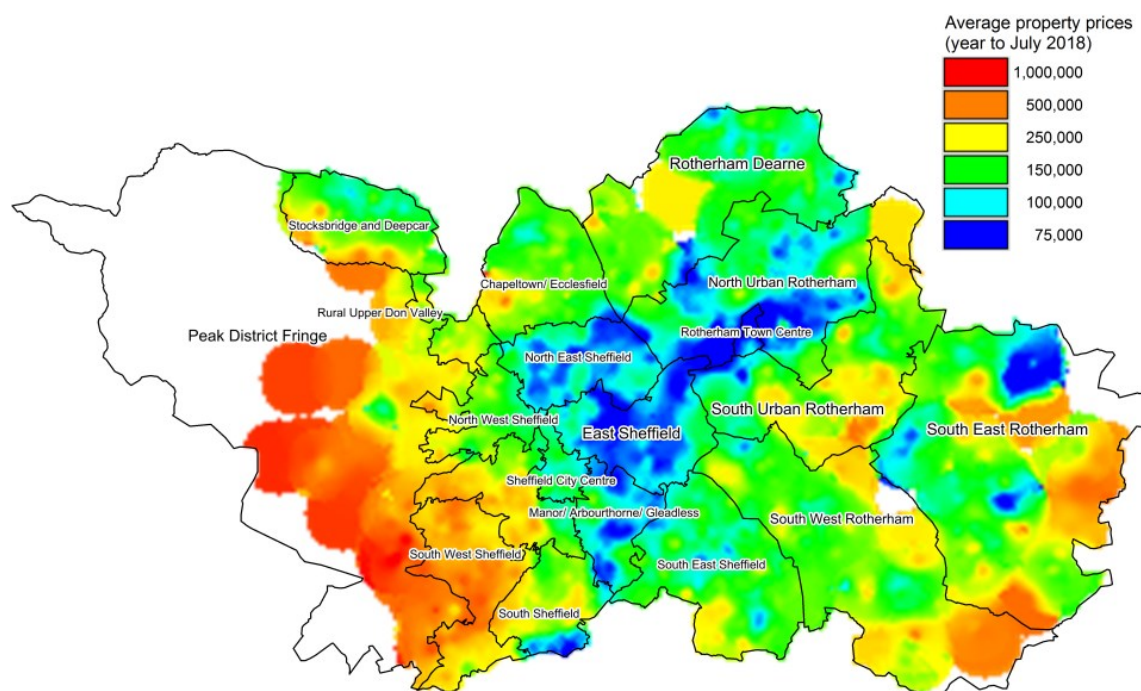 Average property prices
(year to July 2018)
1,000,000
500,000
250,000
150,000
100,000
75,000
Rotherham Dearne
Stocksbridge and Deepcar
Chapeltown/ Ecclesfield
North Urban Rotherham
Rural Upper Don Valley
Peak District Fringe
Rotherham Town Centre
North East Sheffield
South Urban Rotherham
North West Sheffield
East Sheffield
South East Rotherham
Sheffield City Centre
Manor/ Arbourthorne/ Gleadless
South West Rotherham
South West Sheffield
South East Sheffield
South Sheffield